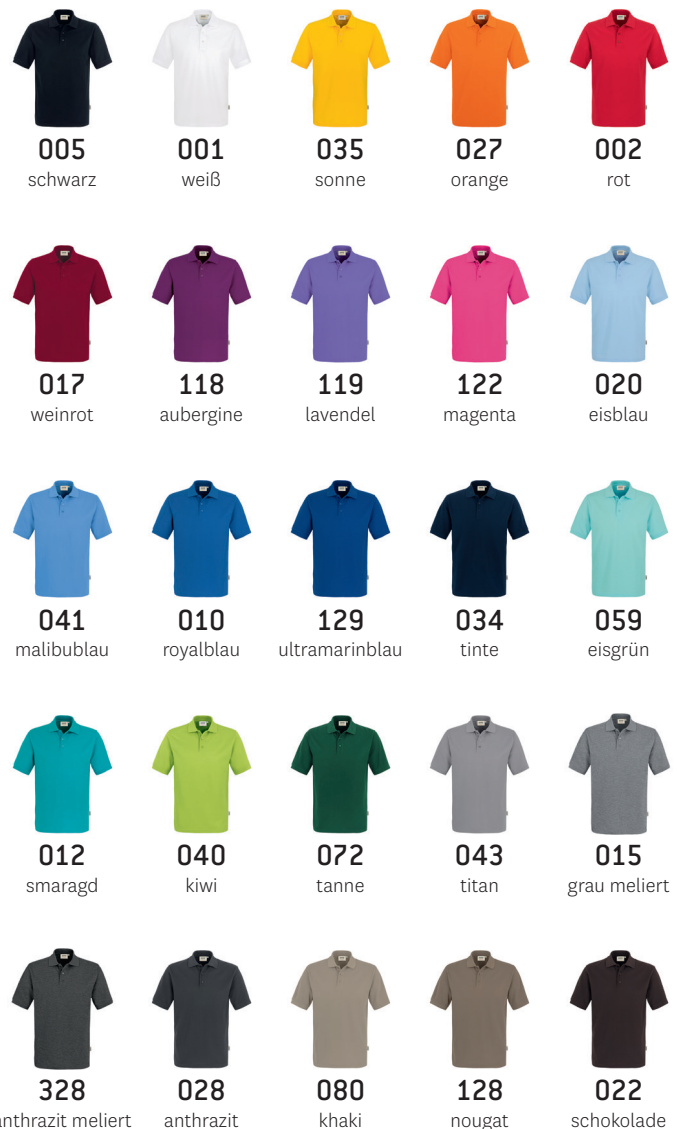 005 001 035 027 002
schwarz weiß sonne orange rot
017 118 119 122 020
weinrot aubergine lavendel magenta eisblau
041 010 129 034 059
malibublau royalblau ultramarinblau tinte eisgrün
012 040 072 043 015
smaragd kiwi tanne titan grau meliert
328 028 080 128 022
anthrazit meliert anthrazit khaki nougat schokolade